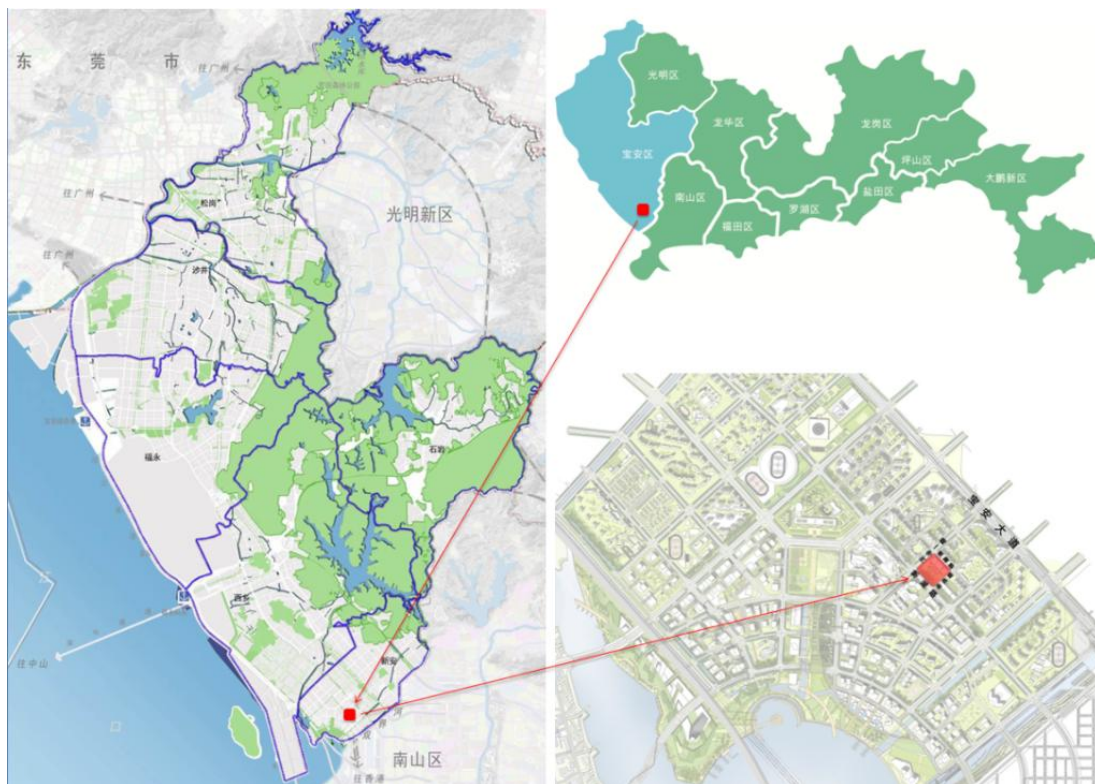 东莞市
往广州
往广州
松岗
光明新区
往广州
沙井
福永
石岩
西乡
往中山
新安
南山区
往香港
光明区
龙华区
龙岗区
宝安区
坪山区
大鹏新区
南山区
盐田区
罗湖区
福田区
宝安大道